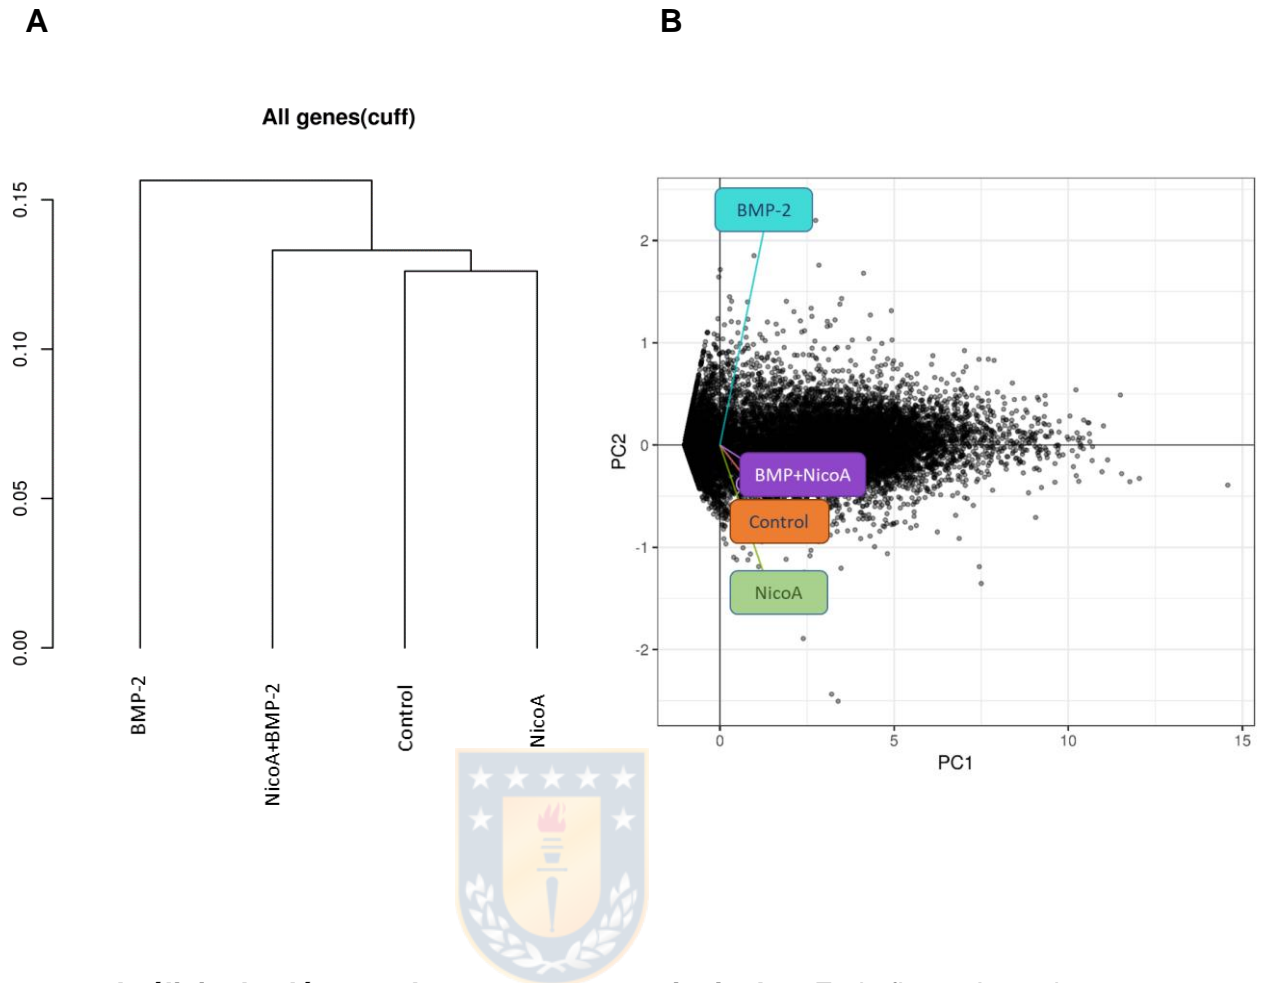 A
B
All genes(cuff)
0.15
0.10
0.05
0.00
BMP-2
NicoA+BMP-2
Control
NicoA
BMP-2
BMP+NicoA
Control
NicoA
PC2
2
1
0
-1
-2
0
5
10
15
PC1